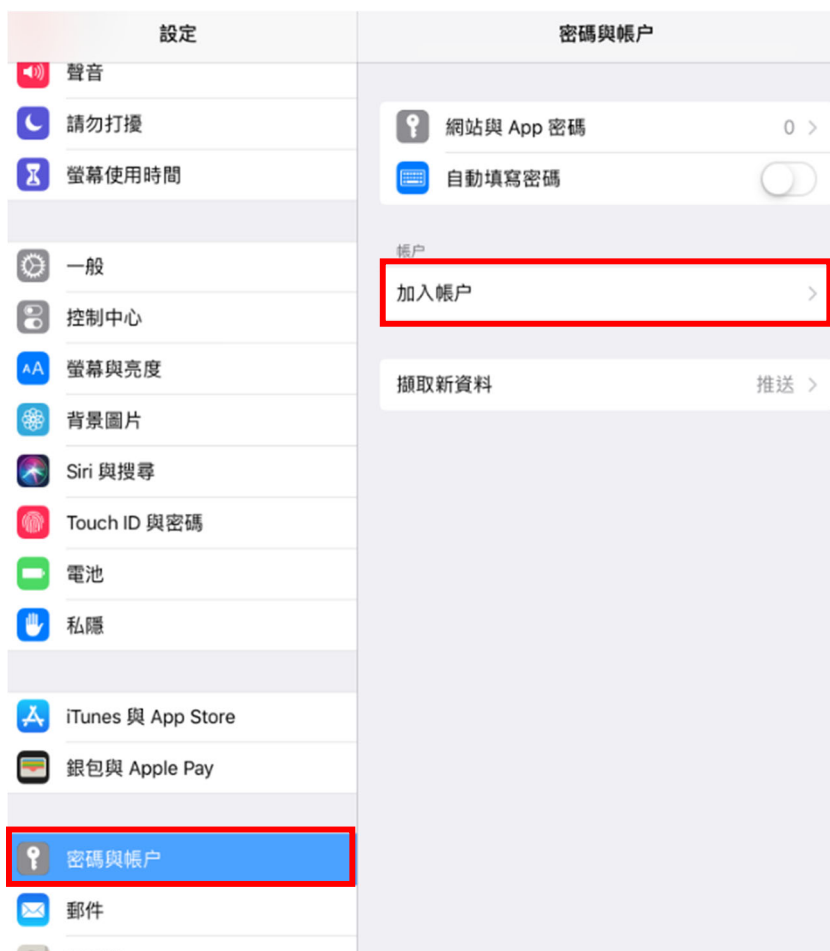 設定
聲音
請勿打擾
螢幕使用時間
一般
控制中心
AA
螢幕與亮度
背景圖片
Siri 與搜尋
Touch ID 與密碼
電池
私隱
iTunes 與 App Store
銀包與 Apple Pay
密碼與帳户
郵件
密碼與帳户
網站與 App 密碼 0
自動填寫密碼
帳户
加入帳户
擷取新資料 推送